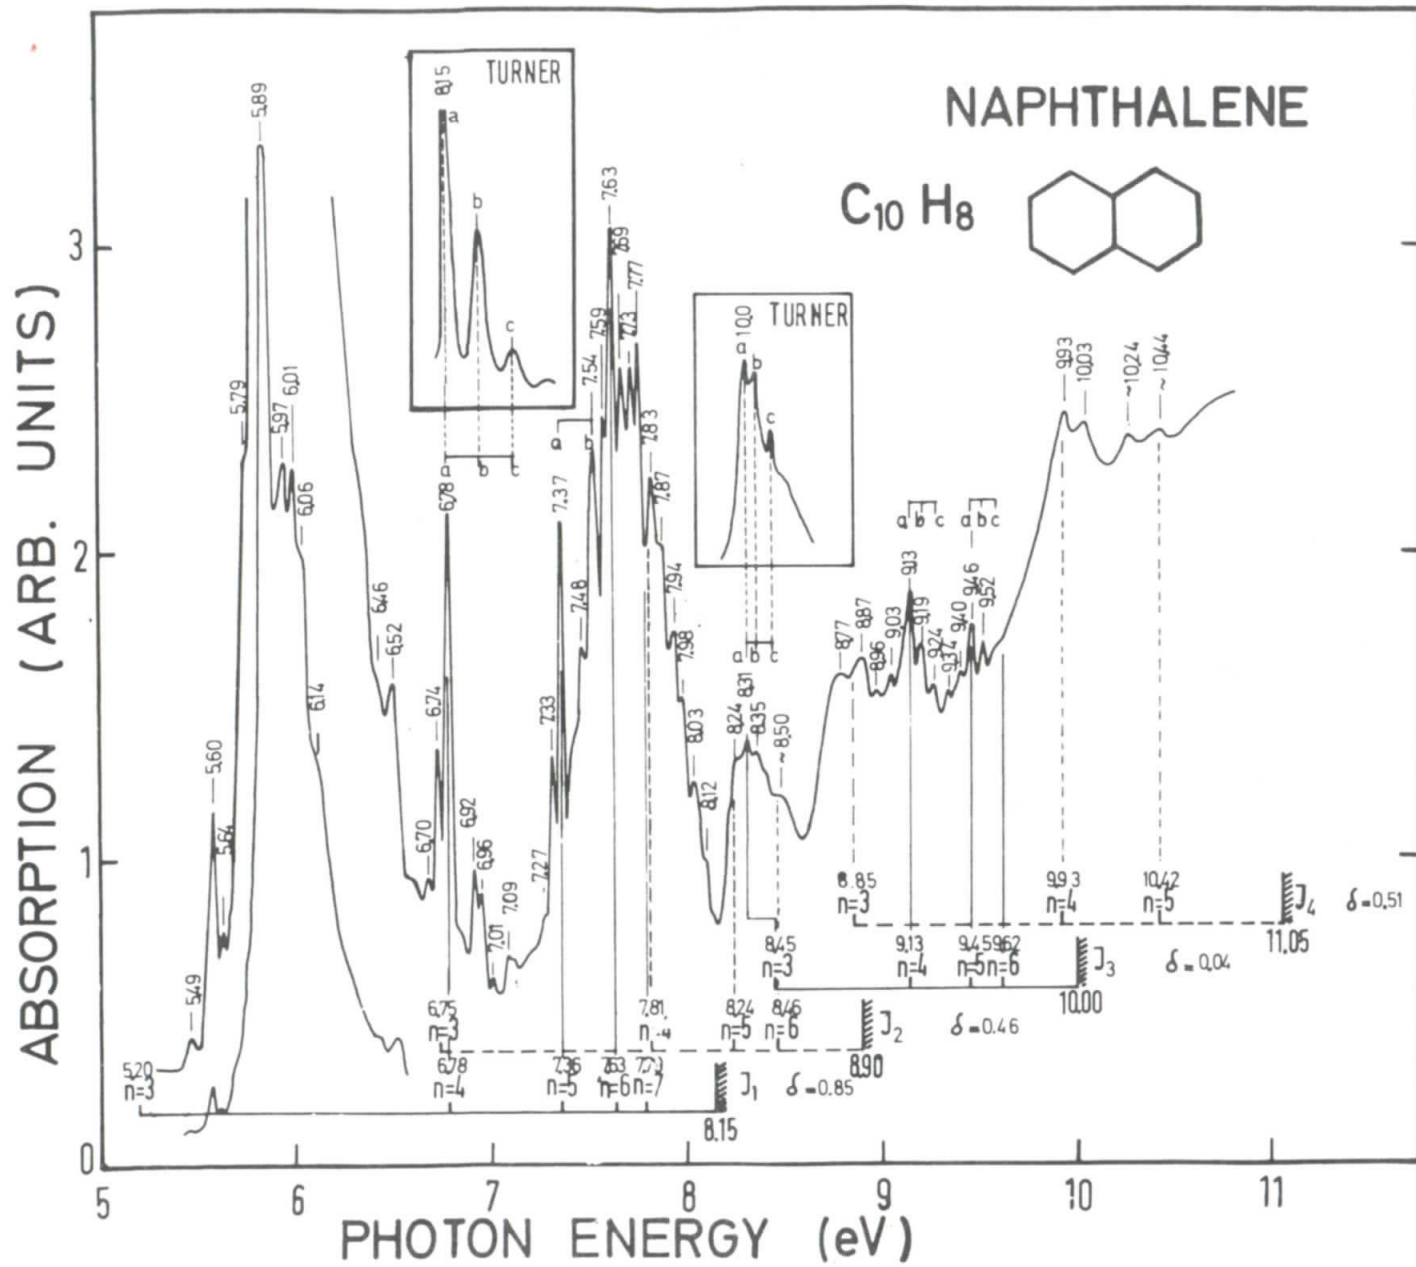 NAPHTHALENE
C10 H8
TURNER
8,15
a
b
c
a b c
TURNER
10,0
a
b
c
a b c
ABSORPTION (ARB. UNITS)
3
2
1
0
5,49
5,60
5,64
5,79
5,89
5,97
6,01
6,06
6,14
6,46
6,52
6,70
6,74
6,78
6,92
6,96
7,01
7,09
7,27
7,33
7,37
a b
7,48
7,54
7,59
7,63
7,69
7,73
7,77
7,83
7,87
7,94
7,98
8,03
8,12
8,24
8,31
8,35
~8,50
8,77
8,87
8,96
9,03
9,13
a b c
9,19
9,24
9,34
9,40
9,46
a b c
9,52
9,93
10,03
~10,24
~10,44
8.85 9,93 10,42
n=3 n=4 n=5 J4 δ=0.51
11.05
8,45 9,13 9,45 9,62
n=3 n=4 n=5 n=6 J3 δ=0.04
10.00
6,75 7,81 8,24 8,46
n=3 n=5 n=6 J2 δ=0.46
8.90
5,20 6,78 7,36 7,63
n=3 n=4 n=5 n=6 n=7 J1 δ=0.85
8.15
5 6 7 8 9 10 11
PHOTON ENERGY (eV)